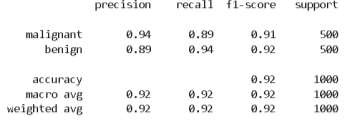 precision recall f1-score support
malignant 0.94 0.89 0.91 500
benign 0.89 0.94 0.92 500
accuracy 0.92 1000
macro avg 0.92 0.92 0.92 1000
weighted avg 0.92 0.92 0.92 1000